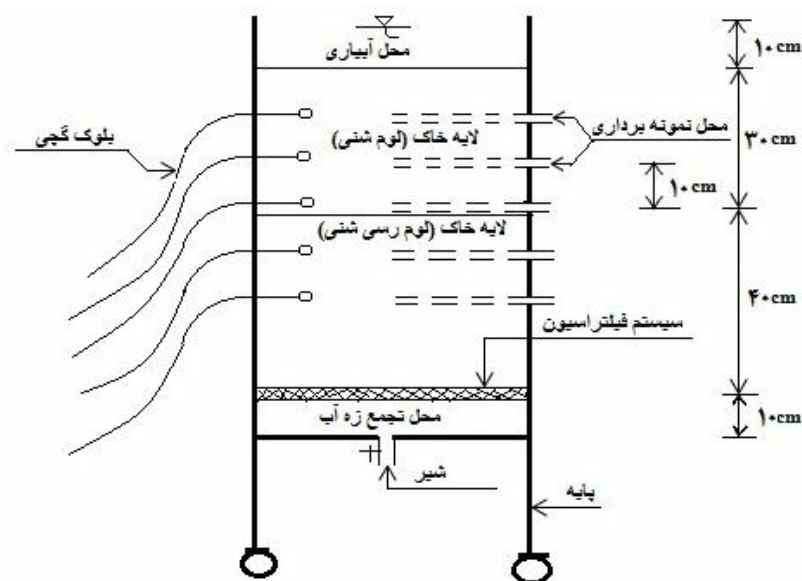 محل آبیاری
۱۰cm
بلوک گچی
لایه خاک (لوم شنی)
محل نمونه برداری
۳۰cm
۱۰cm
لایه خاک (لوم رسی شنی)
۴۰cm
سیستم فیلتراسیون
محل تجمع زه آب
۱۰cm
شیر
پایه